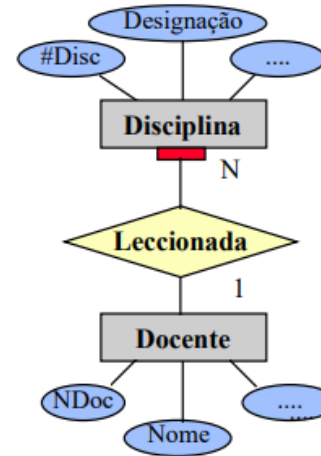 Designação
#Disc
....
Disciplina
N
Leccionada
1
Docente
NDoc
....
....
Nome